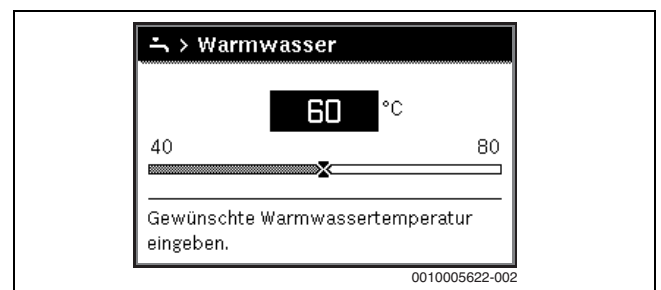 > Warmwasser
60 °C
40 80
Gewünschte Warmwassertemperatur
eingeben.
0010005622-002